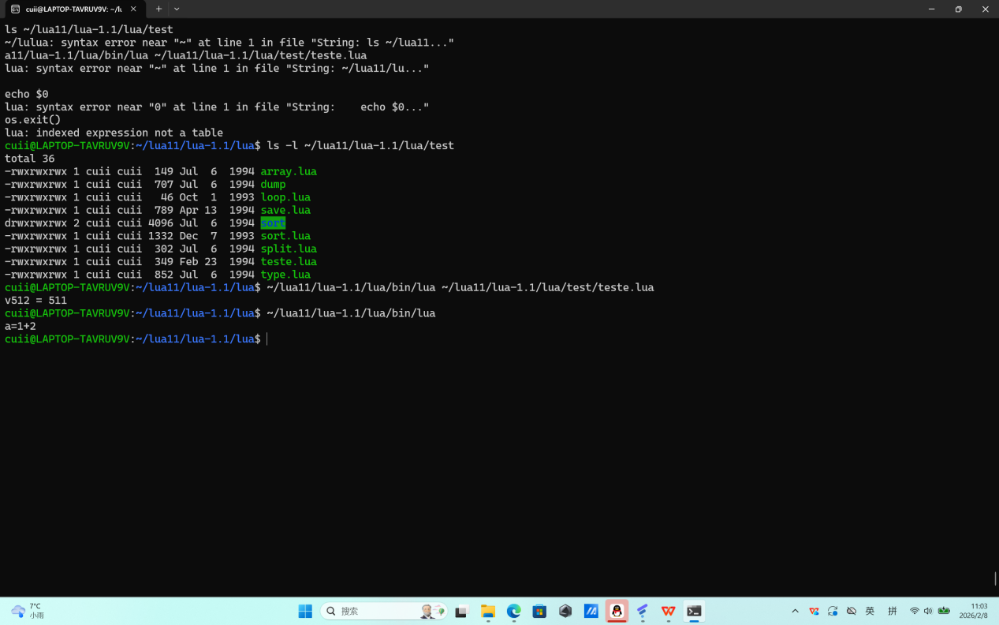 cuii@LAPTOP-TAVRUV9V: ~/lu
ls ~/lua11/lua-1.1/lua/test
~/lulua: syntax error near "~" at line 1 in file "String: ls ~/lua11..."
a11/lua-1.1/lua/bin/lua ~/lua11/lua-1.1/lua/test/teste.lua
lua: syntax error near "~" at line 1 in file "String: ~/lua11/lu..."
echo $0
lua: syntax error near "0" at line 1 in file "String:    echo $0..."
os.exit()
lua: indexed expression not a table
cuii@LAPTOP-TAVRUV9V:~/lua11/lua-1.1/lua$ ls -l ~/lua11/lua-1.1/lua/test
total 36
-rwxrwxrwx 1 cuii cuii  149 Jul  6  1994 array.lua
-rwxrwxrwx 1 cuii cuii  707 Jul  6  1994 dump
-rwxrwxrwx 1 cuii cuii   46 Oct  1  1993 loop.lua
-rwxrwxrwx 1 cuii cuii  789 Apr 13  1994 save.lua
drwxrwxrwx 2 cuii cuii 4096 Jul  6  1994 sort
-rwxrwxrwx 1 cuii cuii 1332 Dec  7  1993 sort.lua
-rwxrwxrwx 1 cuii cuii  302 Jul  6  1994 split.lua
-rwxrwxrwx 1 cuii cuii  349 Feb 23  1994 teste.lua
-rwxrwxrwx 1 cuii cuii  852 Jul  6  1994 type.lua
cuii@LAPTOP-TAVRUV9V:~/lua11/lua-1.1/lua$ ~/lua11/lua-1.1/lua/bin/lua ~/lua11/lua-1.1/lua/test/teste.lua
v512 = 511
cuii@LAPTOP-TAVRUV9V:~/lua11/lua-1.1/lua$ ~/lua11/lua-1.1/lua/bin/lua
a=1+2
cuii@LAPTOP-TAVRUV9V:~/lua11/lua-1.1/lua$
7°C
小雨
搜索
英
拼
11:03
2026/2/8